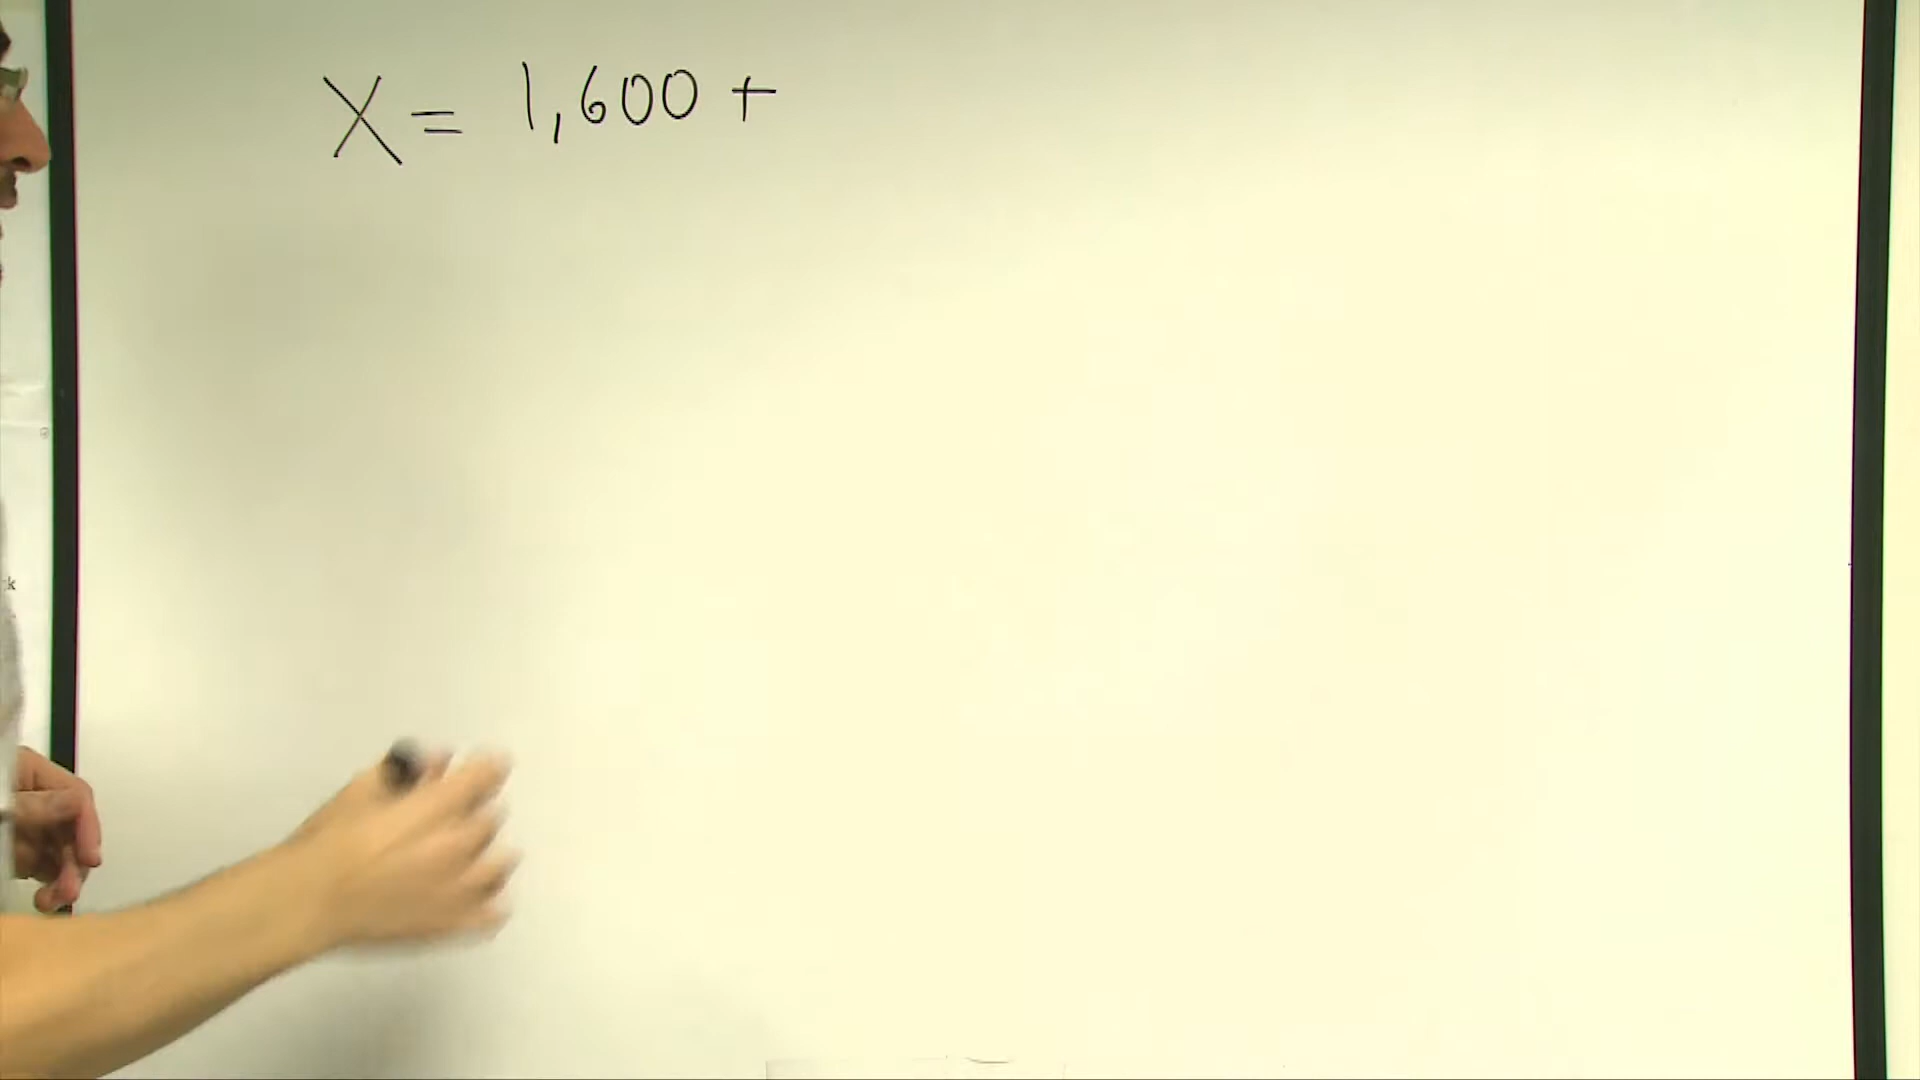 X = 1,600 +
k